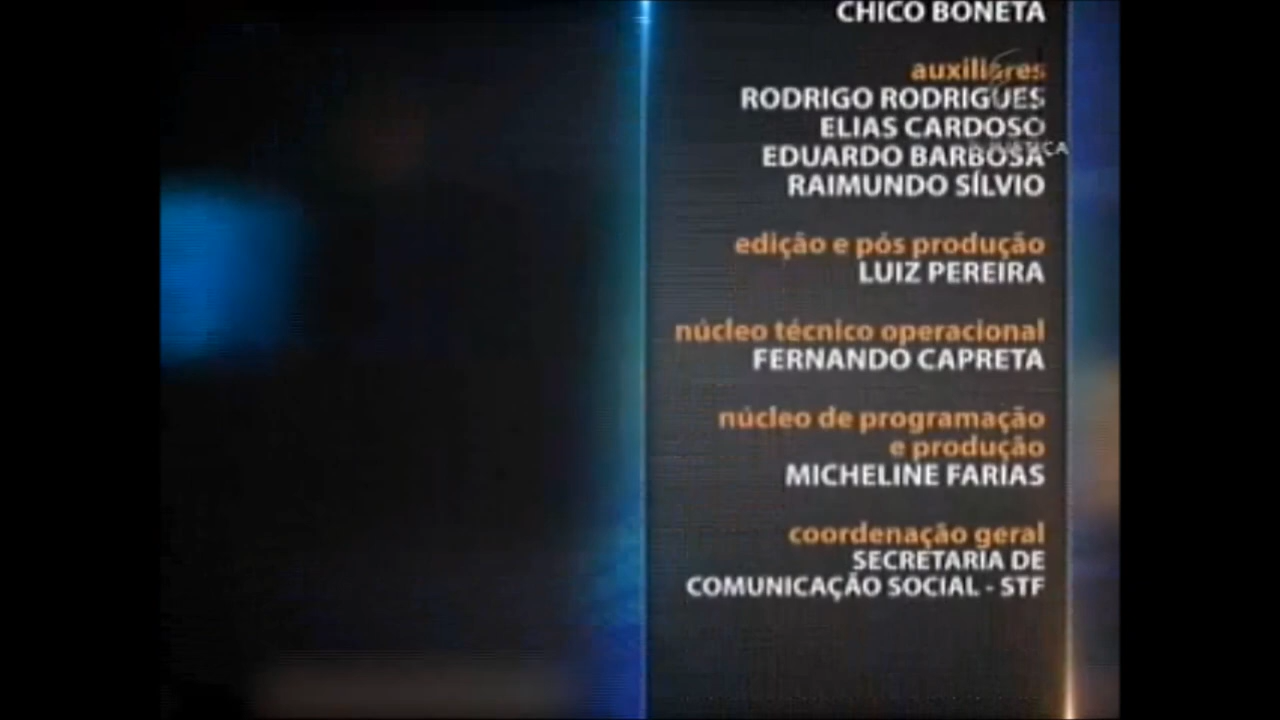 CHICO BONETA
auxiliares
RODRIGO RODRIGUES
ELIAS CARDOSO
EDUARDO BARBOSA
RAIMUNDO SÍLVIO
edição e pós produção
LUIZ PEREIRA
núcleo técnico operacional
FERNANDO CAPRETA
núcleo de programação
e produção
MICHELINE FARIAS
coordenação geral
SECRETARIA DE
COMUNICAÇÃO SOCIAL - STF